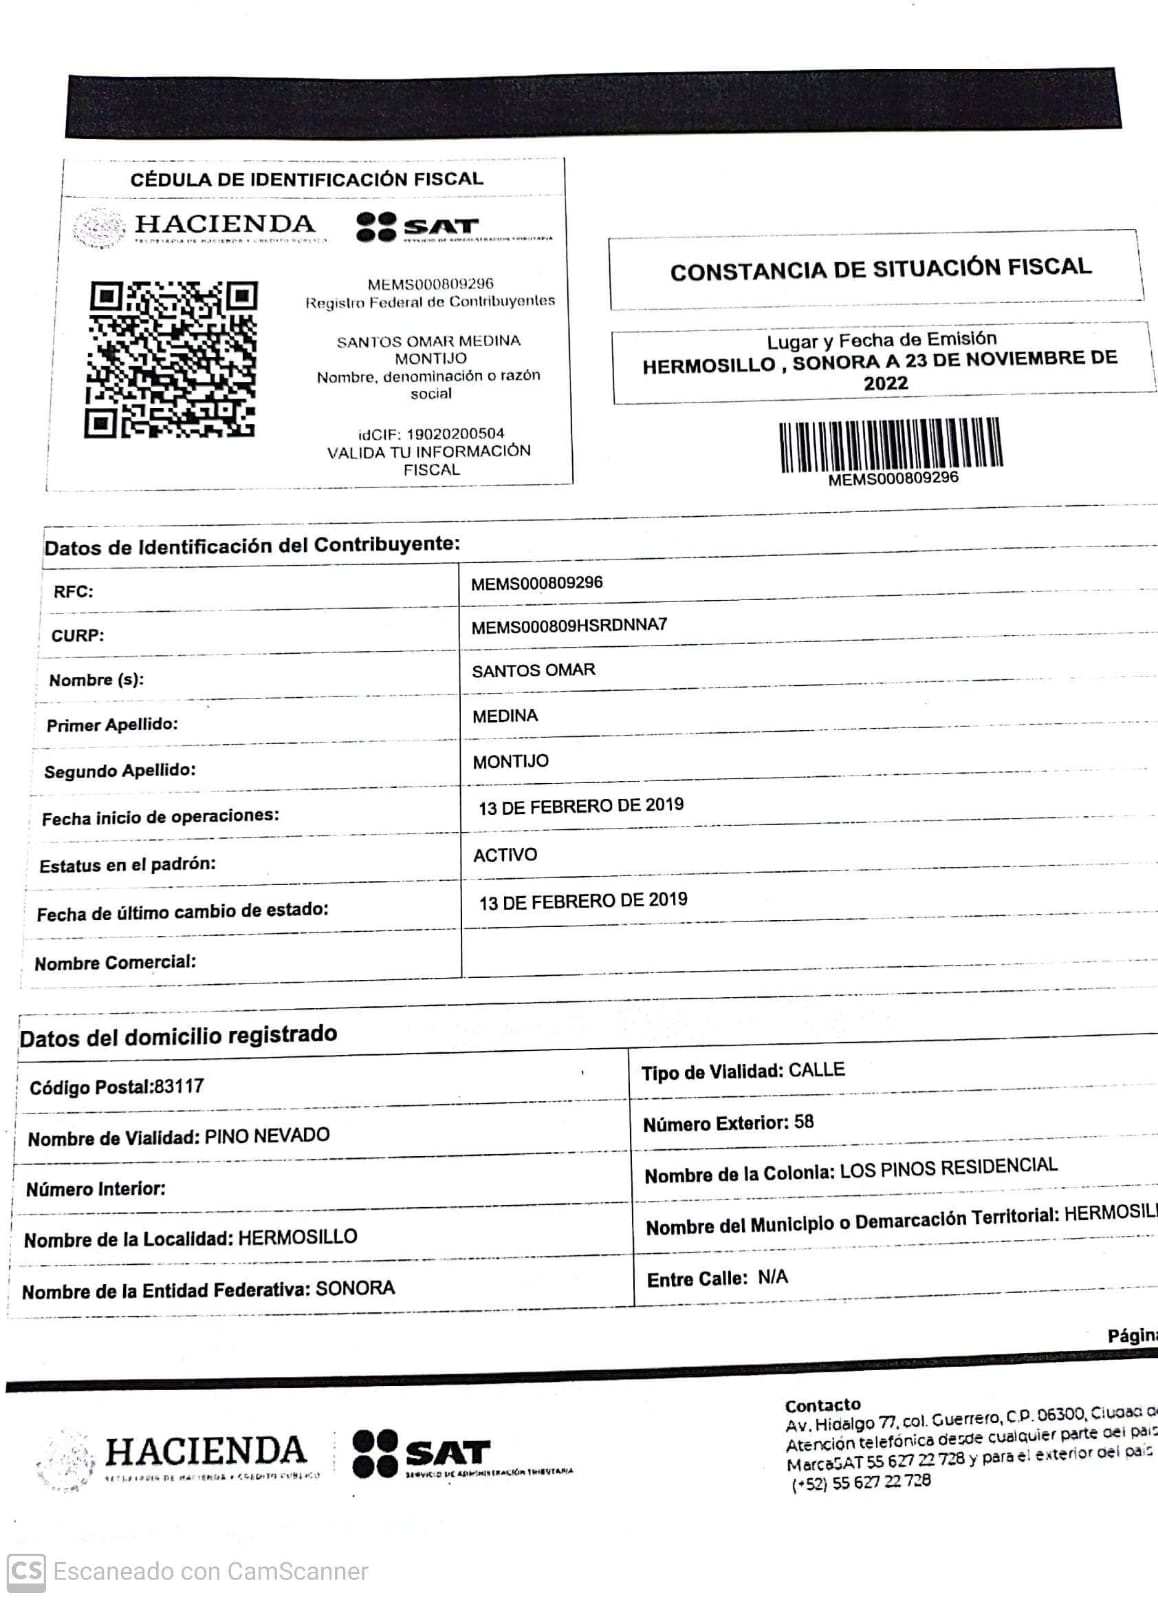 CÉDULA DE IDENTIFICACIÓN FISCAL
HACIENDA
SECRETARÍA DE HACIENDA Y CRÉDITO PÚBLICO
SAT
SERVICIO DE ADMINISTRACIÓN TRIBUTARIA
MEMS000809296
Registro Federal de Contribuyentes
SANTOS OMAR MEDINA
MONTIJO
Nombre, denominación o razón
social
idCIF: 19020200504
VALIDA TU INFORMACIÓN
FISCAL
CONSTANCIA DE SITUACIÓN FISCAL
Lugar y Fecha de Emisión
HERMOSILLO , SONORA A 23 DE NOVIEMBRE DE
2022
MEMS000809296
Datos de Identificación del Contribuyente:
RFC: MEMS000809296
CURP: MEMS000809HSRDNNA7
Nombre (s): SANTOS OMAR
Primer Apellido: MEDINA
Segundo Apellido: MONTIJO
Fecha inicio de operaciones: 13 DE FEBRERO DE 2019
Estatus en el padrón: ACTIVO
Fecha de último cambio de estado: 13 DE FEBRERO DE 2019
Nombre Comercial:
Datos del domicilio registrado
Código Postal:83117 Tipo de Vialidad: CALLE
Nombre de Vialidad: PINO NEVADO Número Exterior: 58
Número Interior: Nombre de la Colonia: LOS PINOS RESIDENCIAL
Nombre de la Localidad: HERMOSILLO Nombre del Municipio o Demarcación Territorial: HERMOSILL
Nombre de la Entidad Federativa: SONORA Entre Calle: N/A
Página
HACIENDA
SECRETARÍA DE HACIENDA Y CRÉDITO PÚBLICO
SAT
SERVICIO DE ADMINISTRACIÓN TRIBUTARIA
Contacto
Av. Hidalgo 77, col. Guerrero, C.P. 06300, Ciudad de
Atención telefónica desde cualquier parte del país
MarcaSAT 55 627 22 728 y para el exterior del país
(+52) 55 627 22 728
CS Escaneado con CamScanner